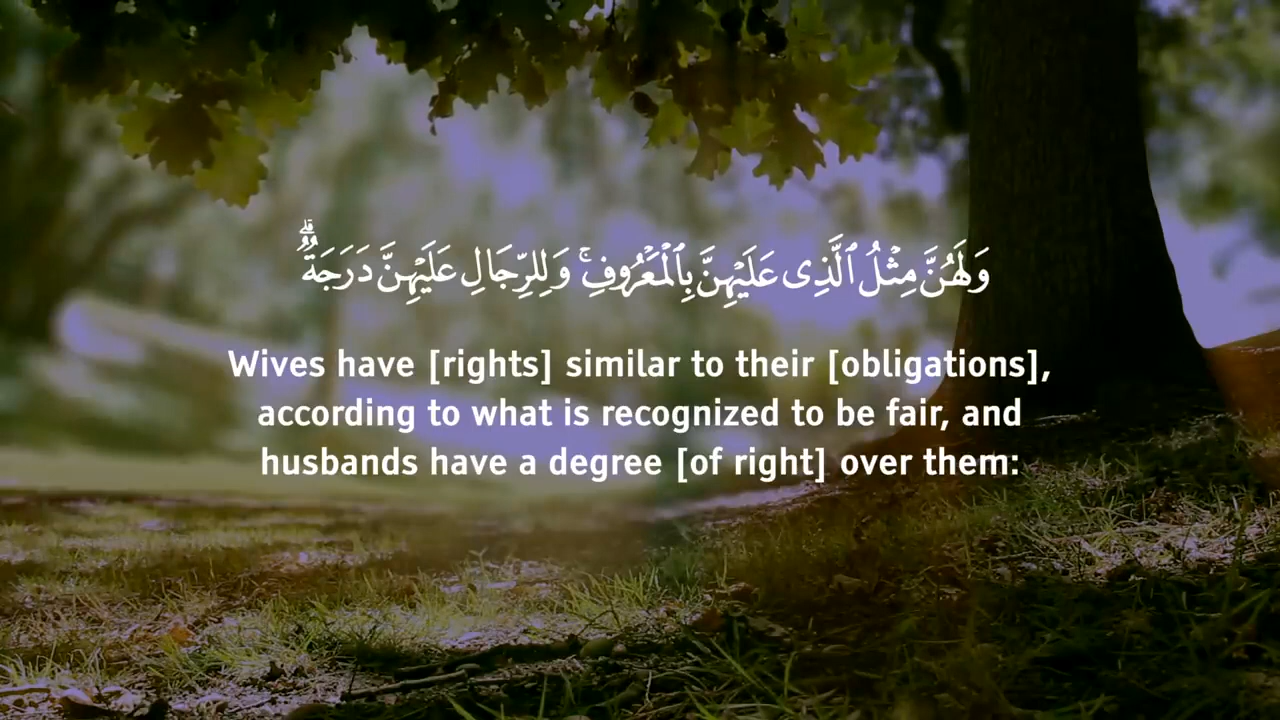 وَلَهُنَّ مِثْلُ ٱلَّذِى عَلَيْهِنَّ بِٱلْمَعْرُوفِ ۚ وَلِلرِّجَالِ عَلَيْهِنَّ دَرَجَةٌ ۗ
Wives have [rights] similar to their [obligations],
according to what is recognized to be fair, and
husbands have a degree [of right] over them: